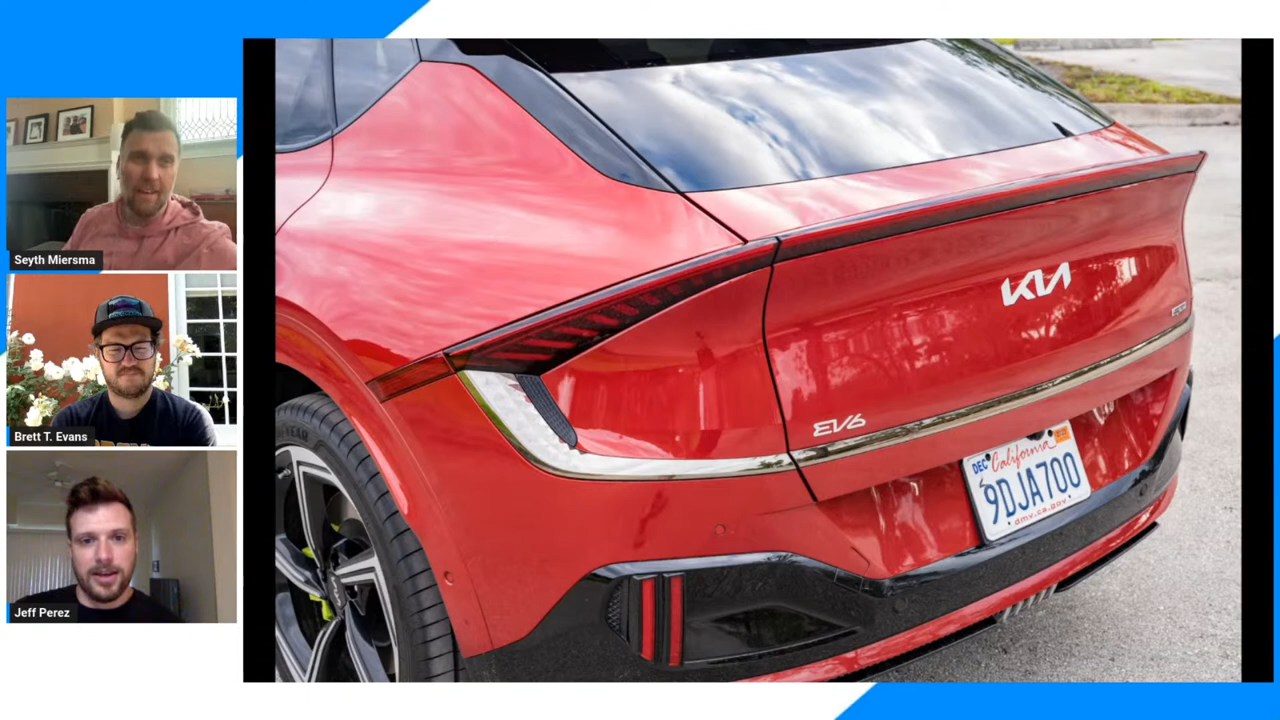 Seyth Miersma
Brett T. Evans
Jeff Perez
KIA
EV6
DEC California
9DJA700
dmv.ca.gov